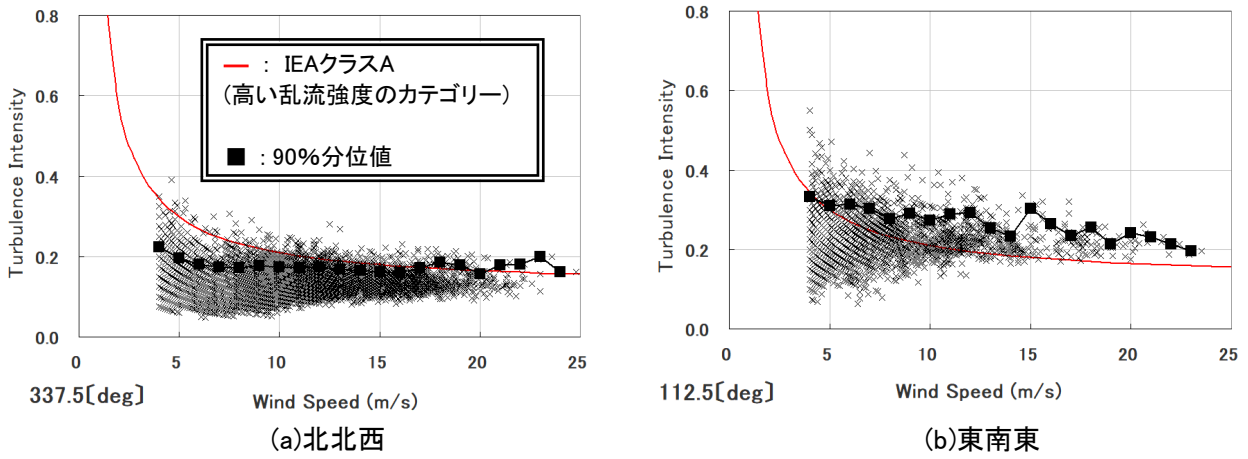 0.8
0.6
0.4
0.2
0.0
Turbulence Intensity
— : IEAクラスA
(高い乱流強度のカテゴリー)
■ : 90%分位値
0 5 10 15 20 25
337.5[deg] Wind Speed (m/s)
(a)北北西
0.8
0.6
0.4
0.2
0.0
Turbulence Intensity
0 5 10 15 20 25
112.5[deg] Wind Speed (m/s)
(b)東南東